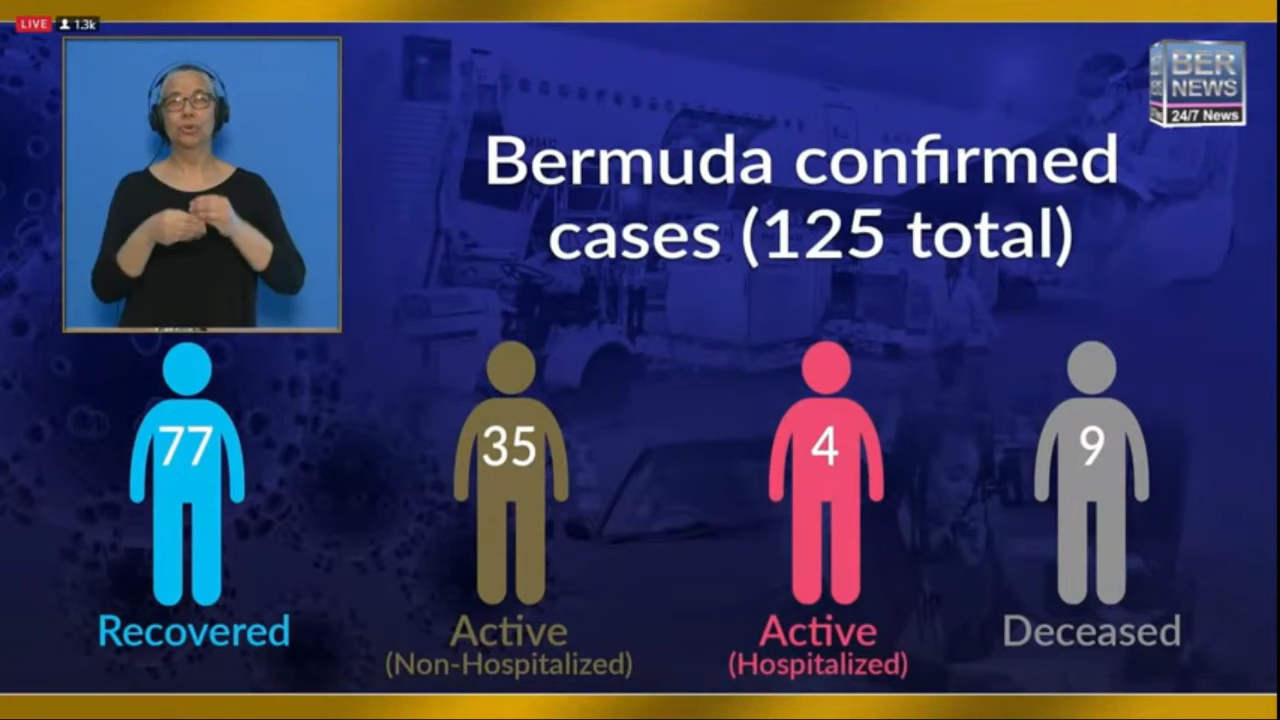 LIVE 1.3k
BER
NEWS
24/7 News
Bermuda confirmed
cases (125 total)
77 35 4 9
Recovered Active Active Deceased
(Non-Hospitalized) (Hospitalized)